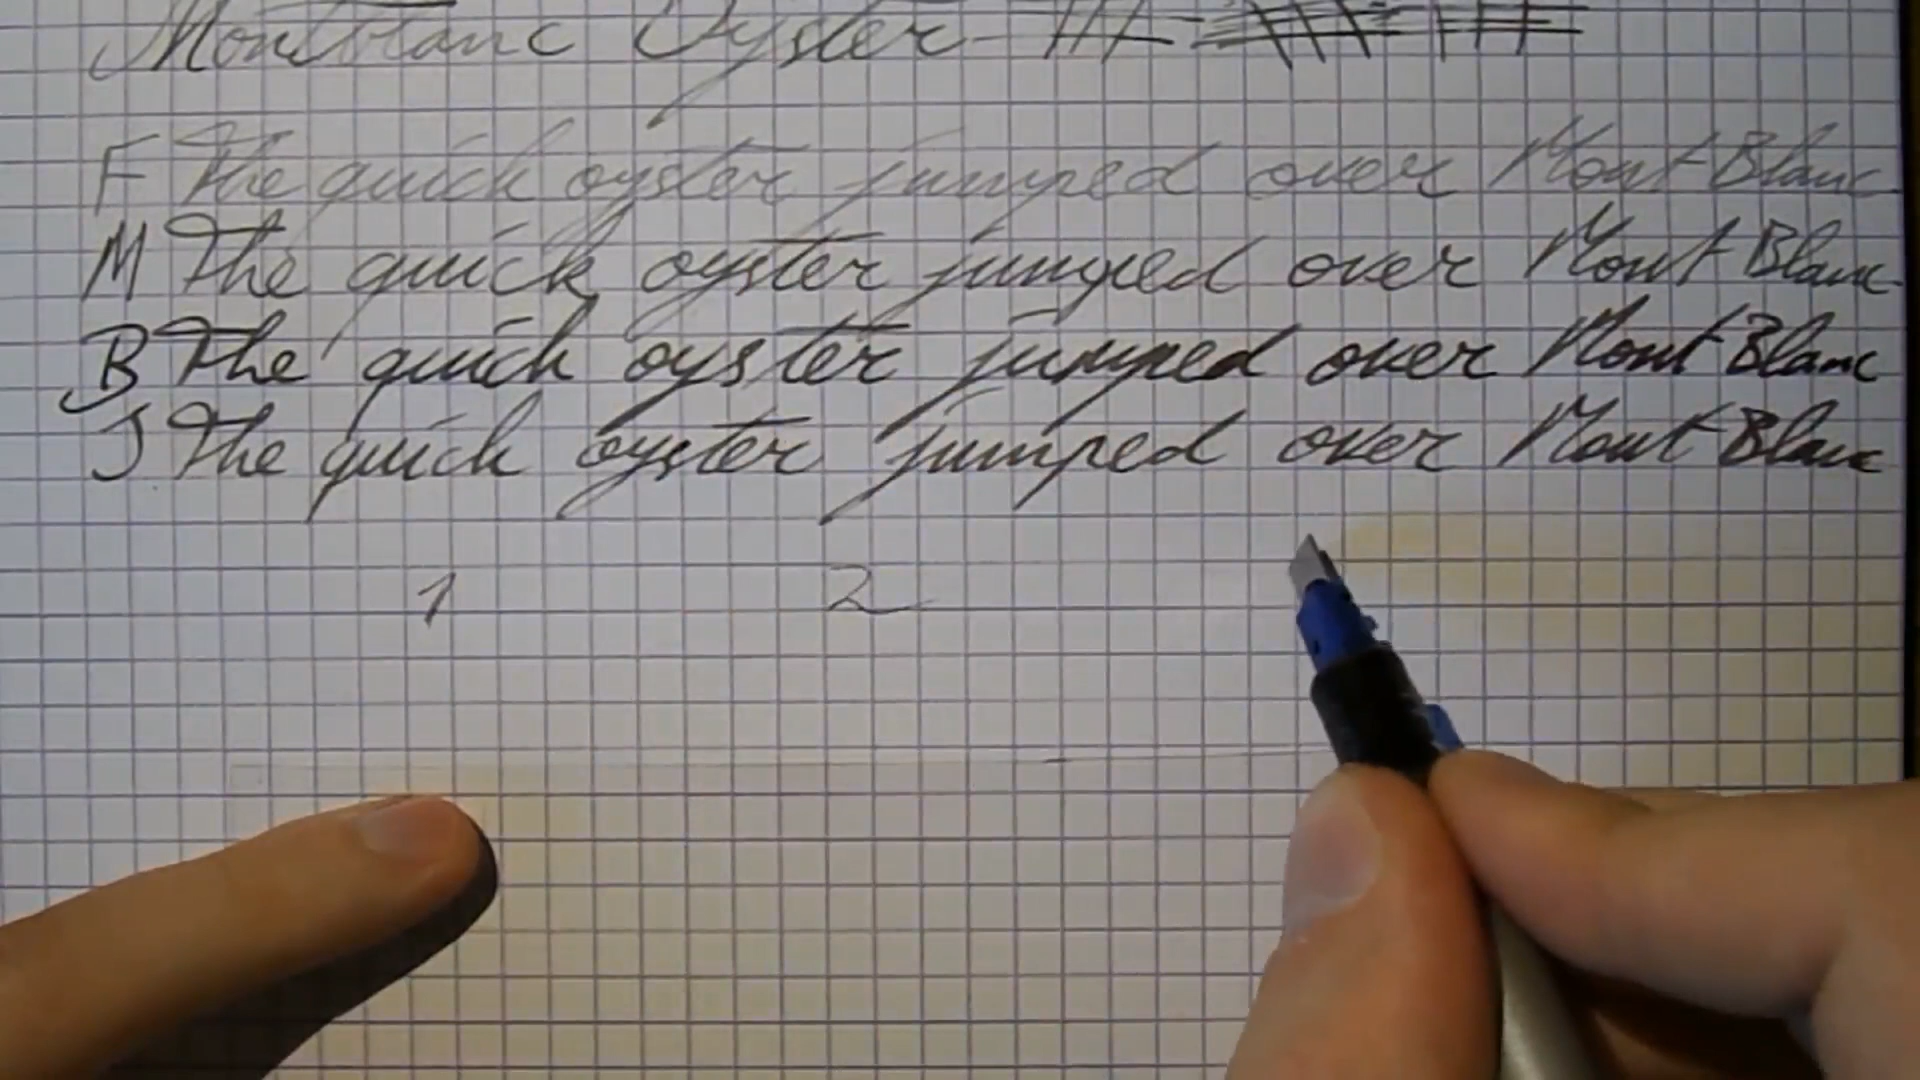 Montblanc Oyster
F The quick oyster jumped over Mont Blanc
M The quick oyster jumped over Mont Blanc
B The quick oyster jumped over Mont Blanc
J The quick oyster jumped over Mont Blanc
1 2